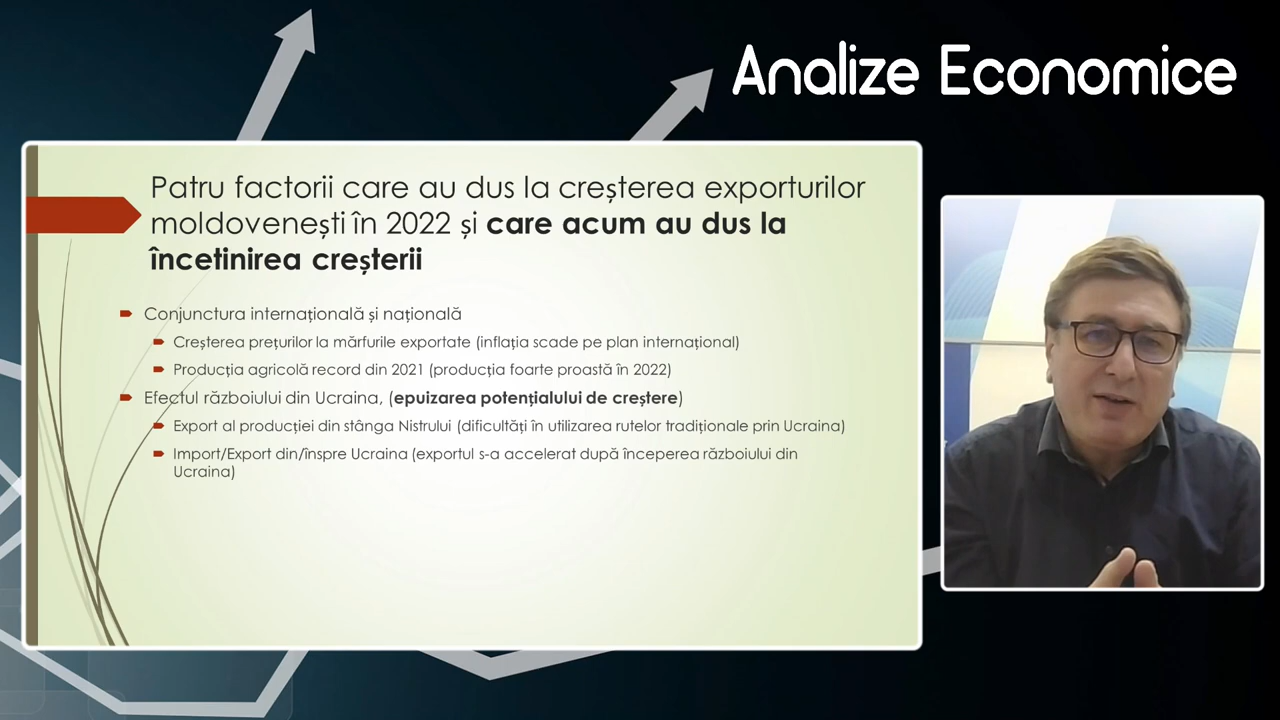 Analize Economice
Patru factorii care au dus la creșterea exporturilor
moldovenești în 2022 și care acum au dus la
încetinirea creșterii
Conjunctura internațională și națională
Creșterea prețurilor la mărfurile exportate (inflația scade pe plan internațional)
Producția agricolă record din 2021 (producția foarte proastă în 2022)
Efectul războiului din Ucraina, (epuizarea potențialului de creștere)
Export al producției din stânga Nistrului (dificultăți în utilizarea rutelor tradiționale prin Ucraina)
Import/Export din/înspre Ucraina (exportul s-a accelerat după începerea războiului din
Ucraina)